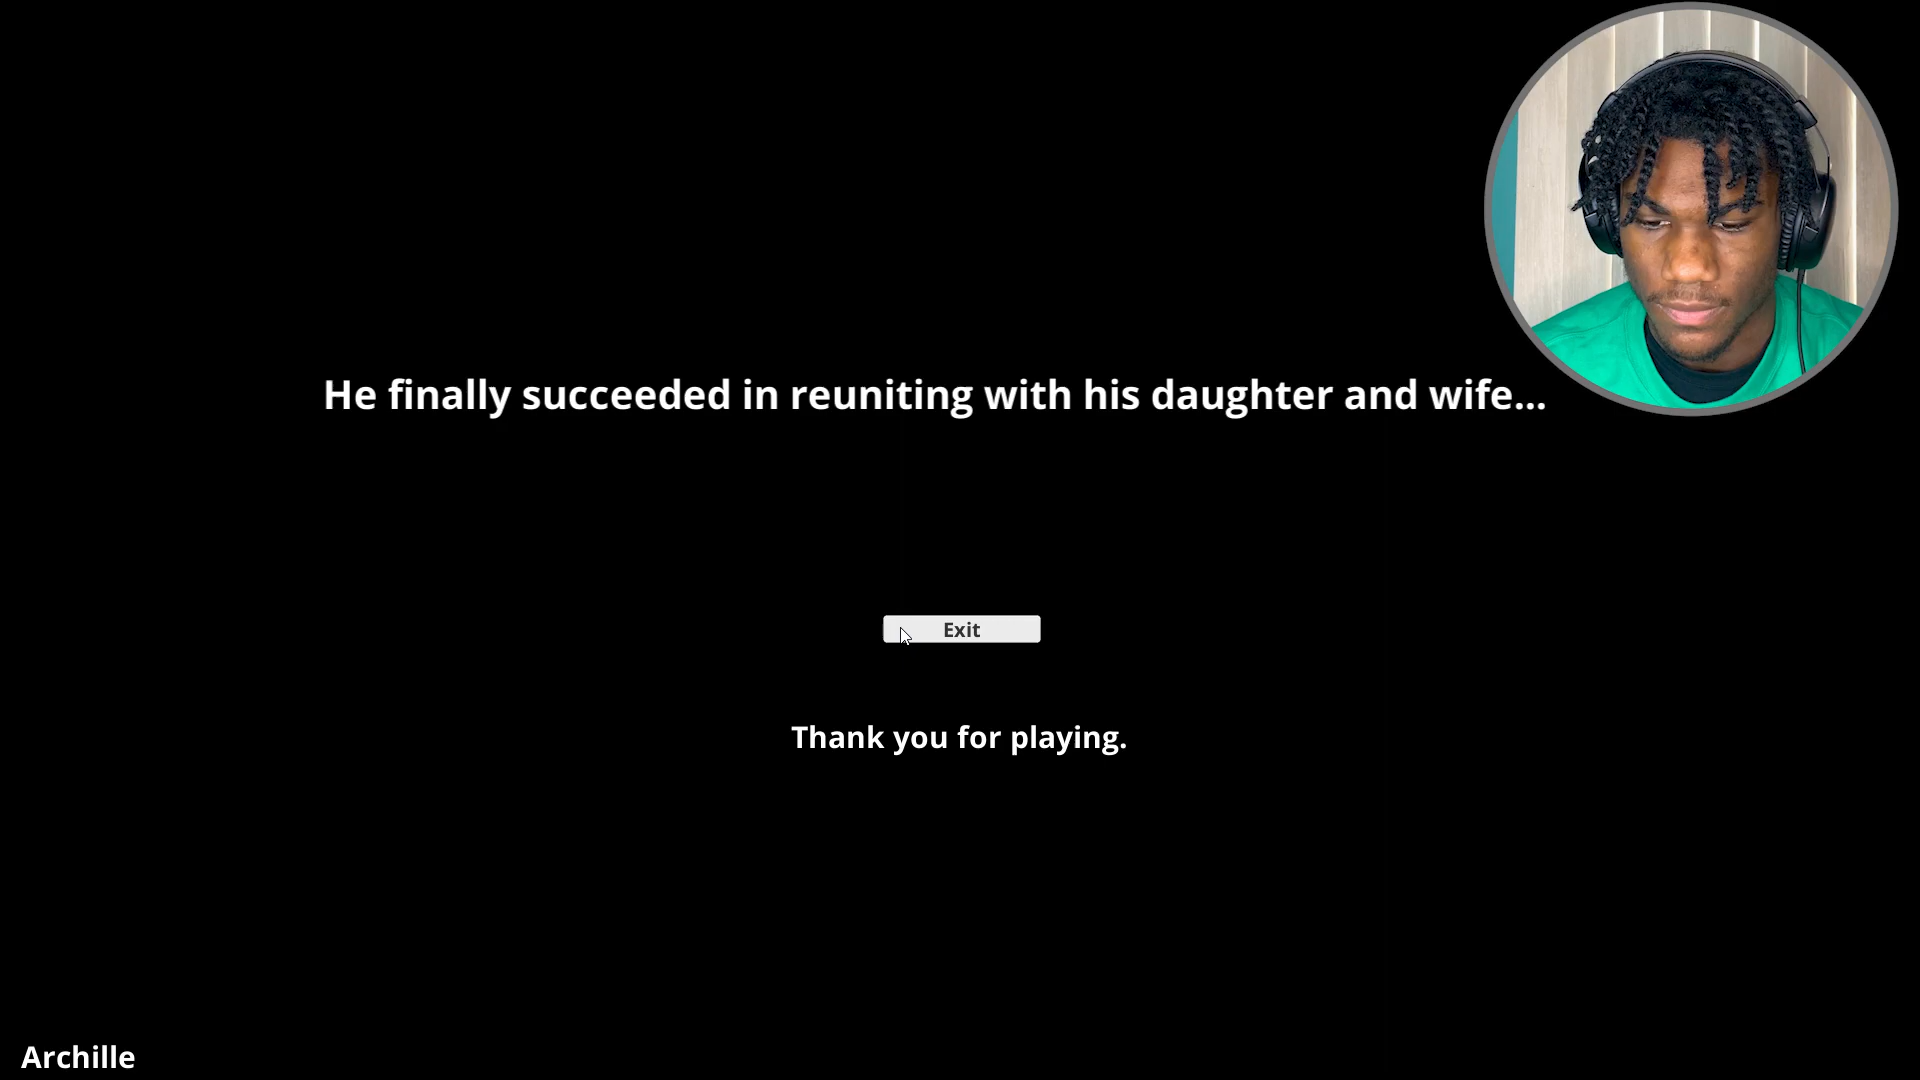 He finally succeeded in reuniting with his daughter and wife...
Exit
Thank you for playing.
Archille